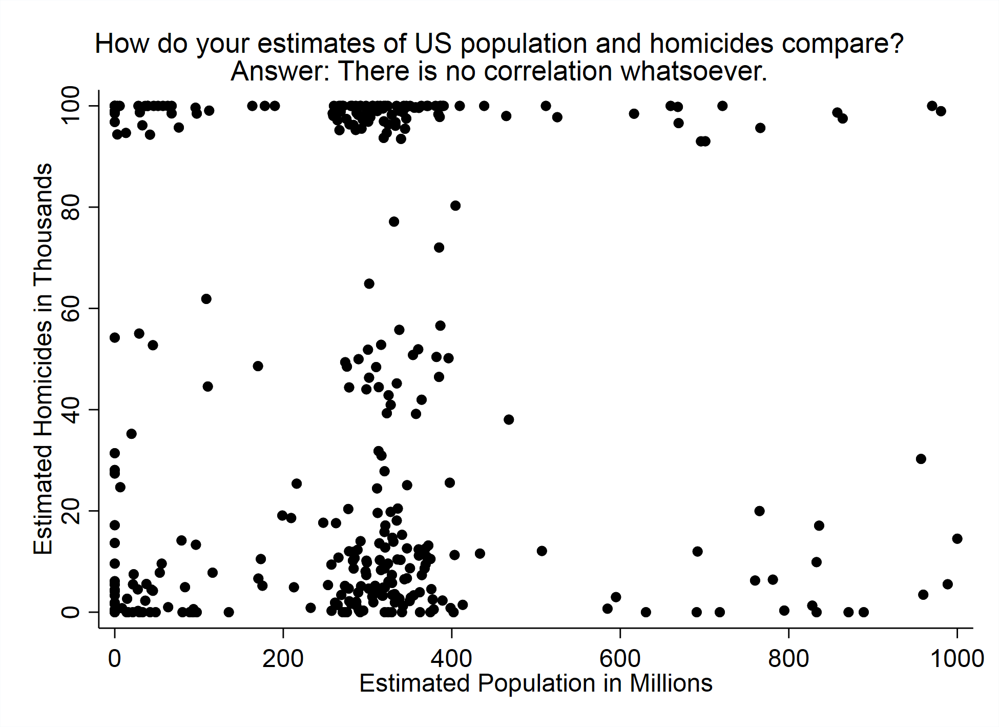 How do your estimates of US population and homicides compare?
Answer: There is no correlation whatsoever.
Estimated Homicides in Thousands
100
80
60
40
20
0
0 200 400 600 800 1000
Estimated Population in Millions